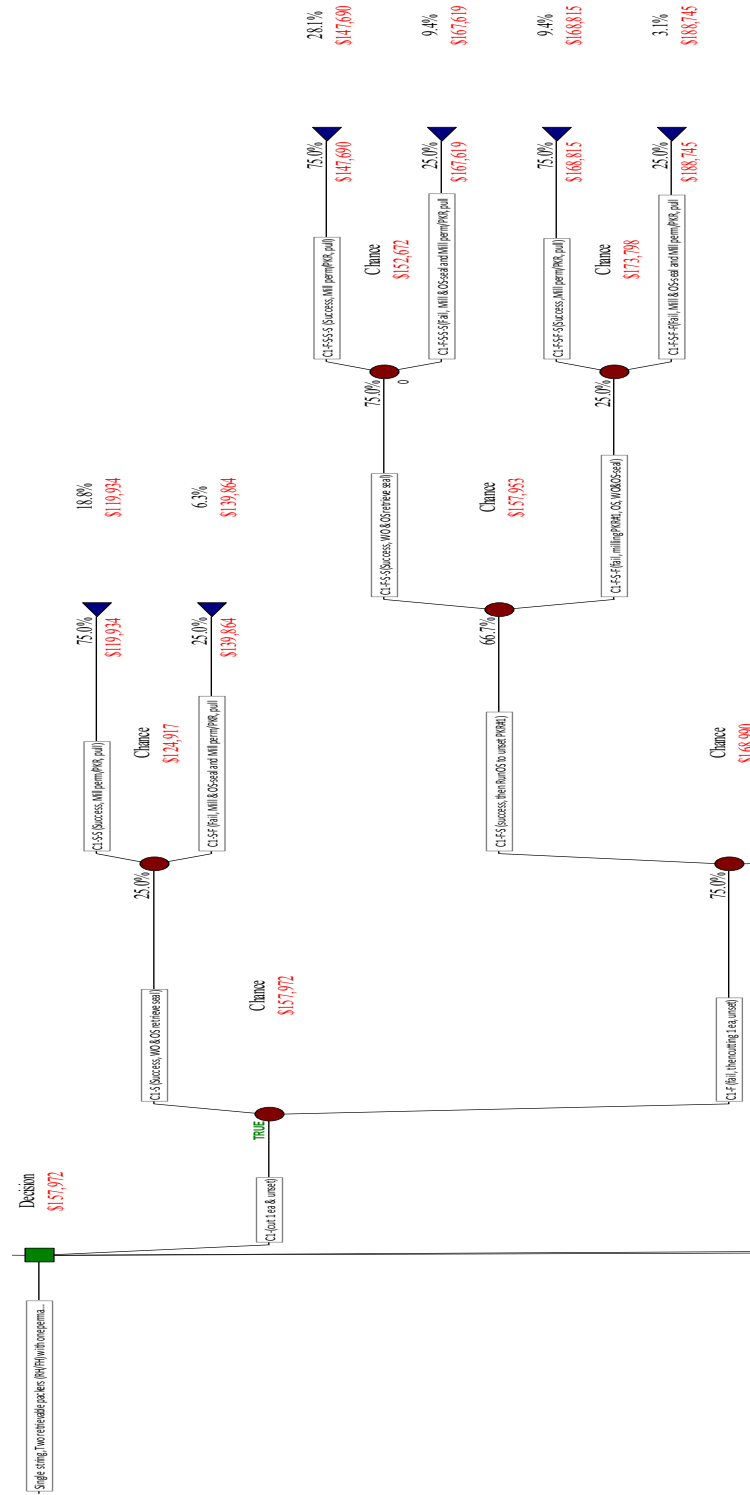 Single string, Two retrievable packers (RH/FH) with one perma...
Decision
$157,972
C1-(cut 1 ea & unset)
TRUE
Chance
$157,972
C1-S (Success, WO & OS retrieve seal)
25.0%
Chance
$124,917
C1-S-S (Success, Mill perm/PKR, pull)
75.0%
$119,934
18.8%
$119,934
C1-S-F (Fail, Mill & OS-seal and Mill perm/PKR, pull
25.0%
$139,864
6.3%
$139,864
C1-F (fail, then cutting 1 ea, unset)
75.0%
Chance
$168,990
C1-F-S (success, then Run OS to unset PKR#1)
66.7%
Chance
$157,953
C1-F-S-S (Success, WO & OS retrieve seal)
75.0%
0
Chance
$152,672
C1-F-S-S-S (Success, Mill perm/PKR, pull)
75.0%
$147,690
28.1%
$147,690
C1-F-S-S-S (Fail, Mill & OS-seal and Mill perm/PKR, pull
25.0%
$167,619
9.4%
$167,619
C1-F-S-F (fail, milling PKR#1, OS, WO&OS-seal)
25.0%
Chance
$173,798
C1-F-S-F-S(Success ,Mill perm/PKR, pull)
75.0%
$168,815
9.4%
$168,815
C1-F-S-F-F(Fail, Mill & OS-seal and Mill perm/PKR, pull
25.0%
$188,745
3.1%
$188,745